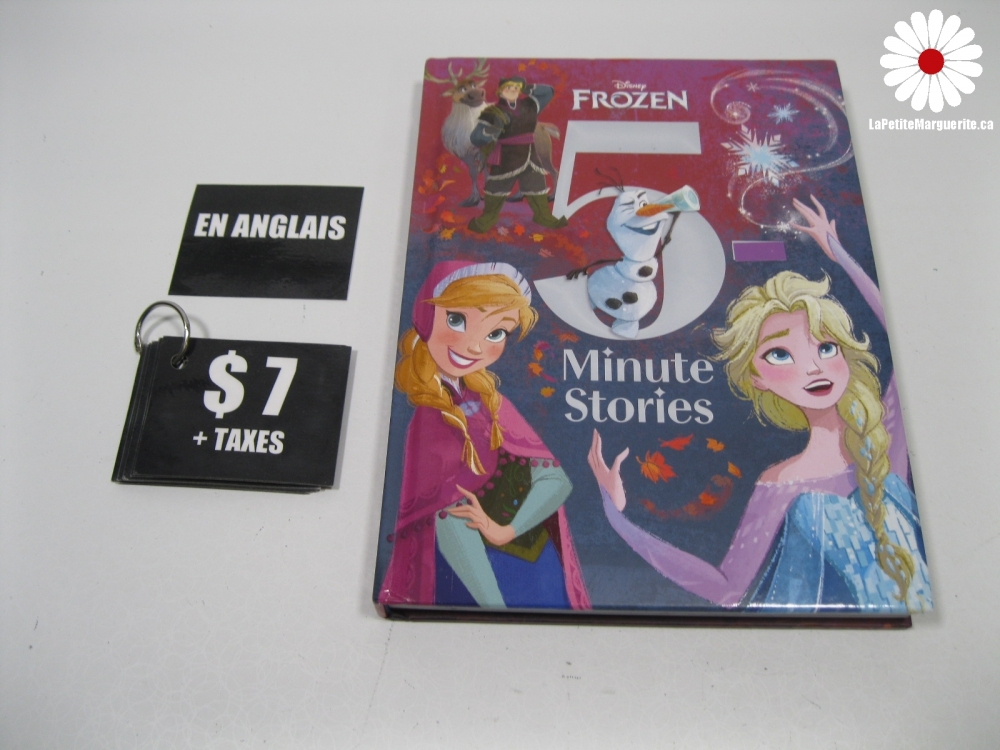 LaPetiteMarguerite.ca
EN ANGLAIS
$7
+ TAXES
Disney
FROZEN
5-
Minute
Stories